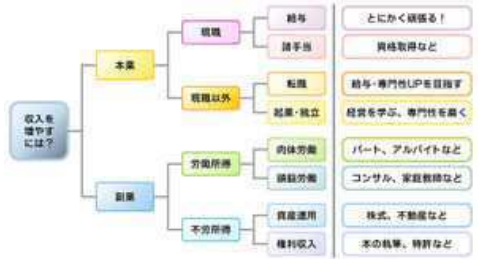 収入を
増やす
には？
本業
副業
現職
現職以外
労働所得
不労所得
給与
諸手当
転職
起業・独立
肉体労働
頭脳労働
資産運用
権利収入
とにかく頑張る！
資格取得など
給与・専門性UPを目指す
経営を学ぶ、専門性を磨く
パート、アルバイトなど
コンサル、家庭教師など
株式、不動産など
本の執筆、特許など